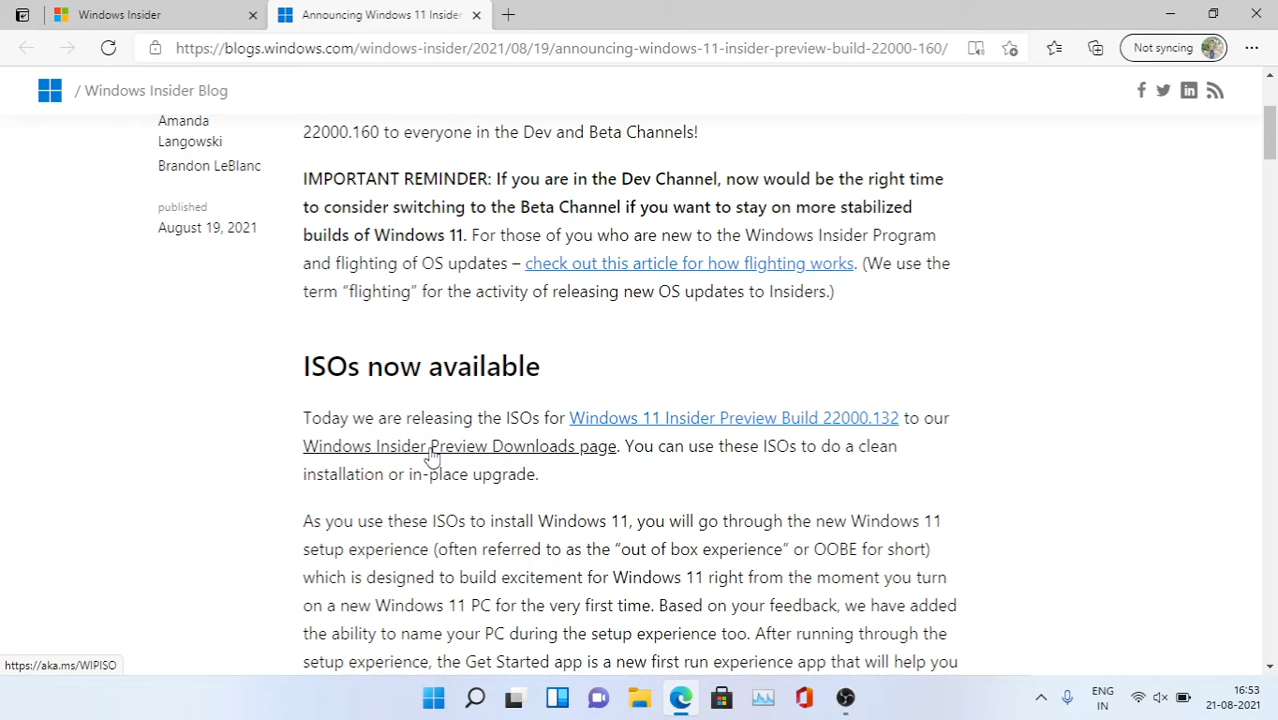 Windows Insider
Announcing Windows 11 Insider
https://blogs.windows.com/windows-insider/2021/08/19/announcing-windows-11-insider-preview-build-22000-160/
Not syncing
/ Windows Insider Blog
Amanda
Langowski
Brandon LeBlanc
published
August 19, 2021
22000.160 to everyone in the Dev and Beta Channels!
IMPORTANT REMINDER: If you are in the Dev Channel, now would be the right time
to consider switching to the Beta Channel if you want to stay on more stabilized
builds of Windows 11. For those of you who are new to the Windows Insider Program
and flighting of OS updates – check out this article for how flighting works. (We use the
term “flighting” for the activity of releasing new OS updates to Insiders.)
ISOs now available
Today we are releasing the ISOs for Windows 11 Insider Preview Build 22000.132 to our
Windows Insider Preview Downloads page. You can use these ISOs to do a clean
installation or in-place upgrade.
As you use these ISOs to install Windows 11, you will go through the new Windows 11
setup experience (often referred to as the “out of box experience” or OOBE for short)
which is designed to build excitement for Windows 11 right from the moment you turn
on a new Windows 11 PC for the very first time. Based on your feedback, we have added
the ability to name your PC during the setup experience too. After running through the
setup experience, the Get Started app is a new first run experience app that will help you
https://aka.ms/WIPISO
ENG
IN
16:53
21-08-2021